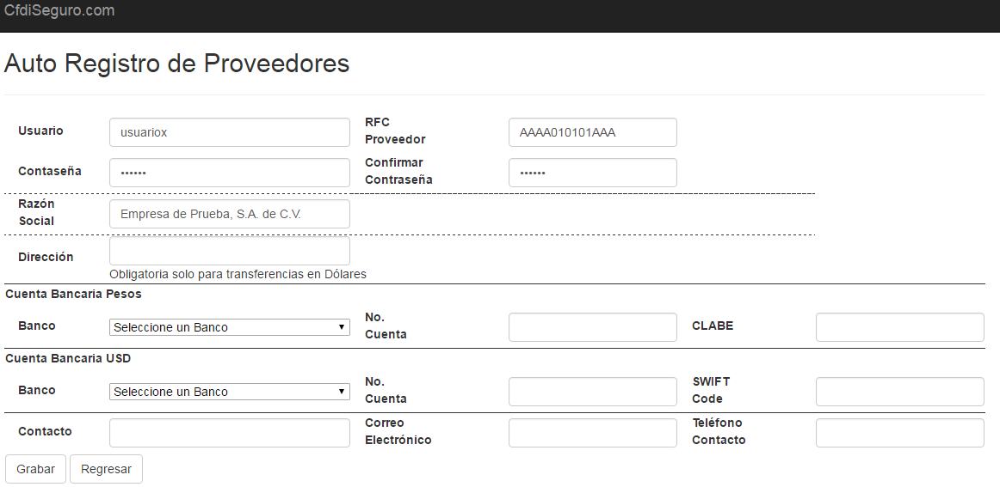 CfdiSeguro.com
Auto Registro de Proveedores
Usuario
usuariox
RFC
Proveedor
AAAA010101AAA
Contaseña
••••••
Confirmar
Contraseña
••••••
Razón
Social
Empresa de Prueba, S.A. de C.V.
Dirección
Obligatoria solo para transferencias en Dólares
Cuenta Bancaria Pesos
Banco
Seleccione un Banco
No.
Cuenta
CLABE
Cuenta Bancaria USD
Banco
Seleccione un Banco
No.
Cuenta
SWIFT
Code
Contacto
Correo
Electrónico
Teléfono
Contacto
Grabar
Regresar